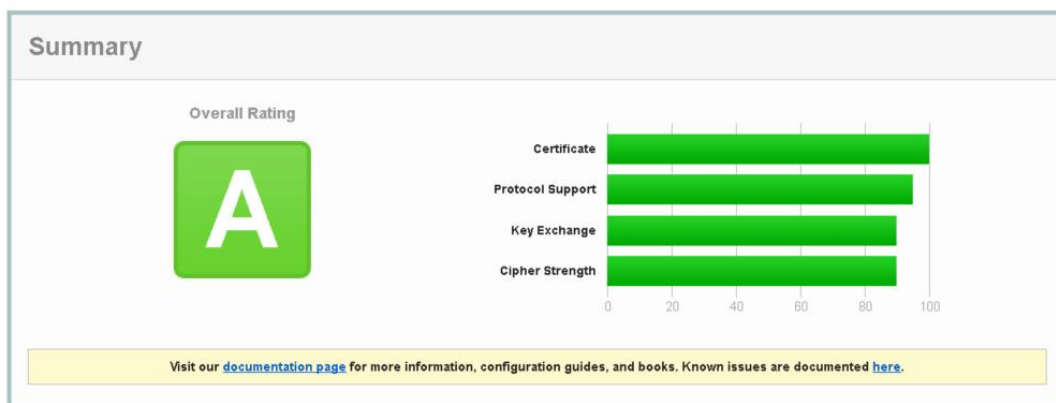 Summary
Overall Rating
A
Certificate
Protocol Support
Key Exchange
Cipher Strength
0 20 40 60 80 100
Visit our documentation page for more information, configuration guides, and books. Known issues are documented here.